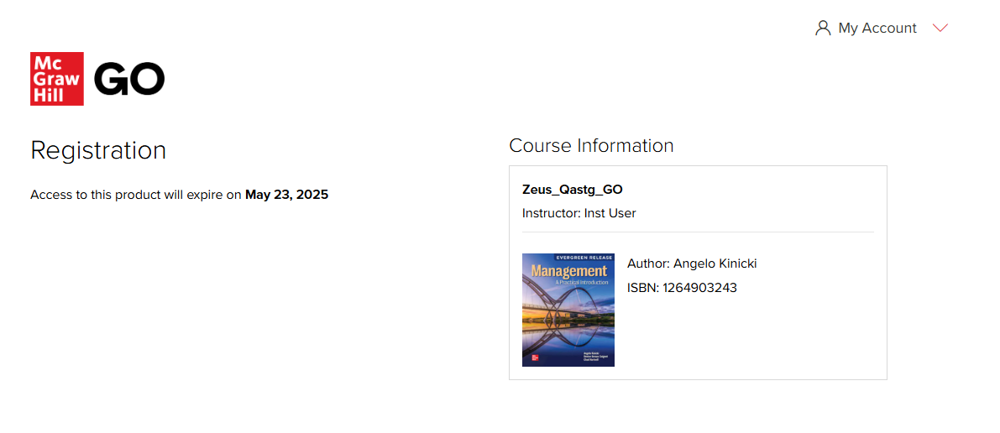 My Account
Mc
Graw
Hill
GO
Registration
Access to this product will expire on May 23, 2025
Course Information
Zeus_Qastg_GO
Instructor: Inst User
EVERGREEN RELEASE
Management
A Practical Introduction
Author: Angelo Kinicki
ISBN: 1264903243